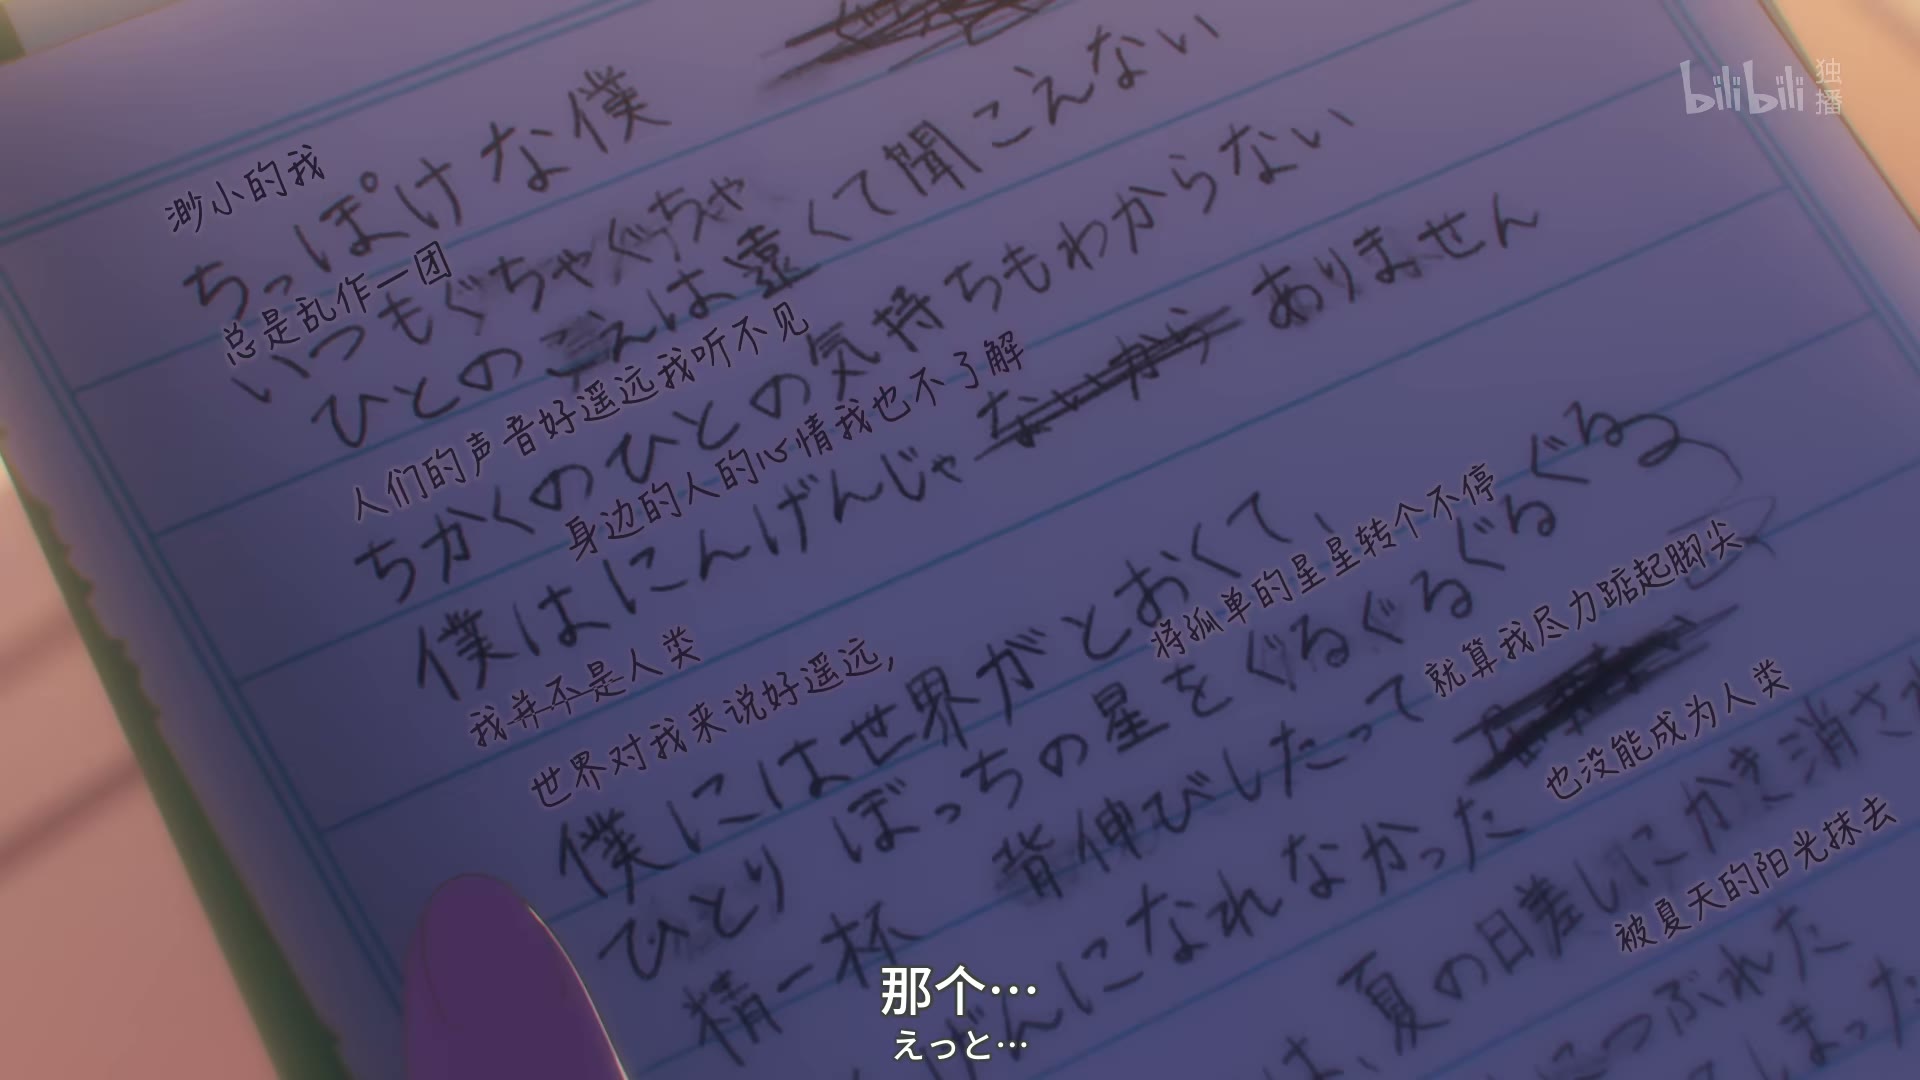 bilibili 独播
ちっぽけな僕
渺小的我
いつもぐちゃぐちゃ
总是乱作一团
ひとのこえは遠くて聞こえない
人们的声音好遥远我听不见
ちかくのひとの気持ちもわからない
身边的人的心情我也不了解
僕はにんげんじゃないから ありません
我并不是人类
僕には世界がとおくて、
世界对我来说好遥远,
ひとりぼっちの星をぐるぐるぐるぐる
将孤单的星星转个不停
精一杯 背伸びしたって
就算我尽力踮起脚尖
げんになれなかった
也没能成为人类
は、夏の日差しにかき消され
被夏天的阳光抹去
につぶれた
しまった
那个…
えっと…